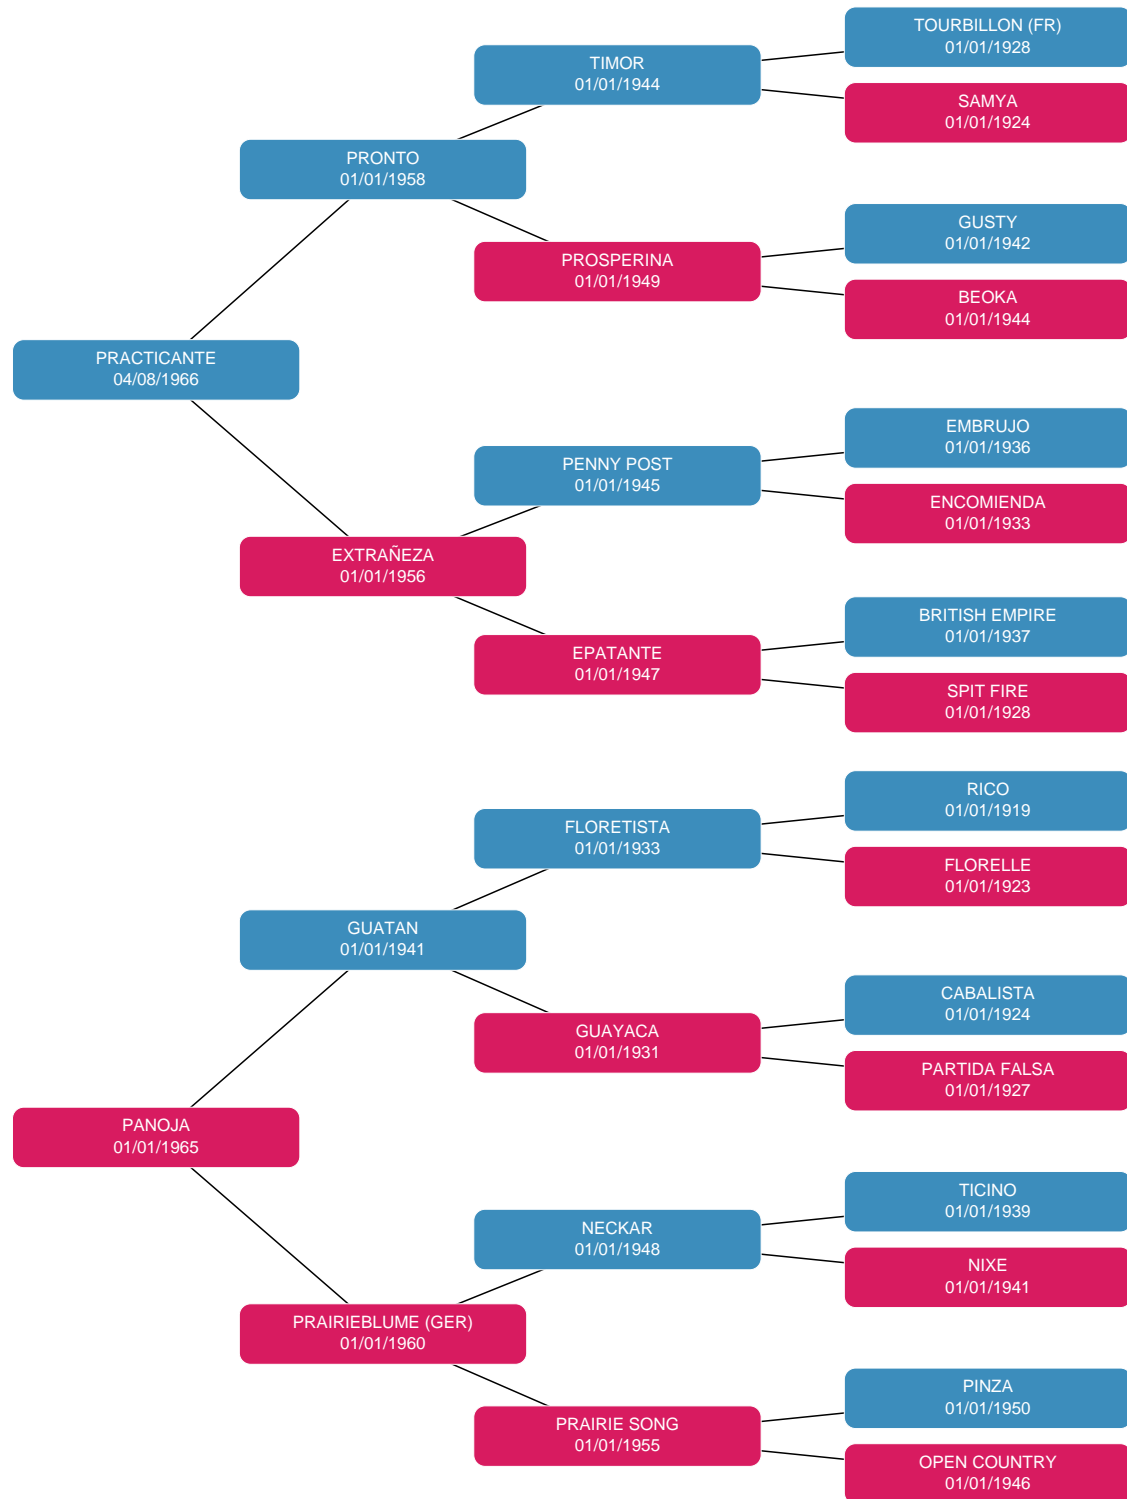 TOURBILLON (FR)
01/01/1928
TIMOR
01/01/1944
SAMYA
01/01/1924
PRONTO
01/01/1958
GUSTY
01/01/1942
PROSPERINA
01/01/1949
BEOKA
01/01/1944
PRACTICANTE
04/08/1966
EMBRUJO
01/01/1936
PENNY POST
01/01/1945
ENCOMIENDA
01/01/1933
EXTRAÑEZA
01/01/1956
BRITISH EMPIRE
01/01/1937
EPATANTE
01/01/1947
SPIT FIRE
01/01/1928
RICO
01/01/1919
FLORETISTA
01/01/1933
FLORELLE
01/01/1923
GUATAN
01/01/1941
CABALISTA
01/01/1924
GUAYACA
01/01/1931
PARTIDA FALSA
01/01/1927
PANOJA
01/01/1965
TICINO
01/01/1939
NECKAR
01/01/1948
NIXE
01/01/1941
PRAIRIEBLUME (GER)
01/01/1960
PINZA
01/01/1950
PRAIRIE SONG
01/01/1955
OPEN COUNTRY
01/01/1946